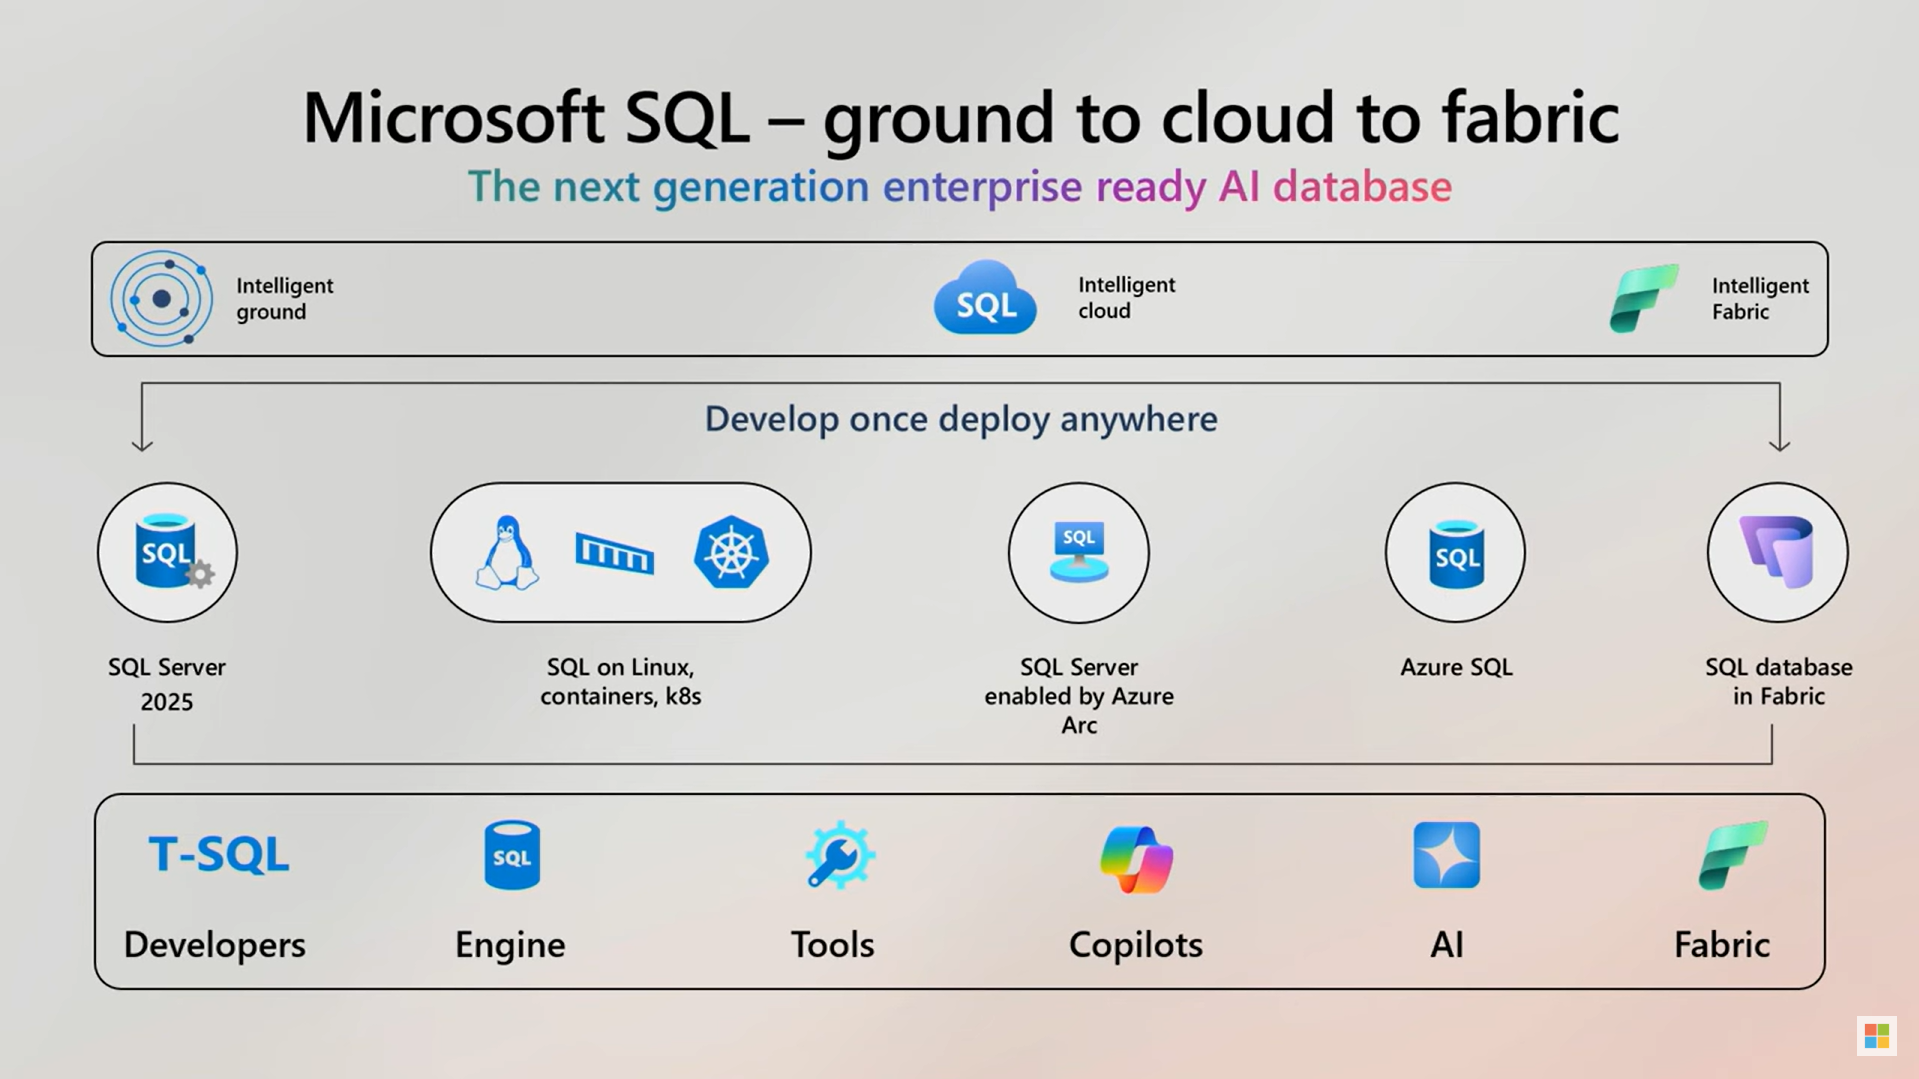 Microsoft SQL – ground to cloud to fabric
The next generation enterprise ready AI database
Intelligent
ground
SQL
Intelligent
cloud
Intelligent
Fabric
Develop once deploy anywhere
SQL
SQL
SQL
SQL Server
2025
SQL on Linux,
containers, k8s
SQL Server
enabled by Azure
Arc
Azure SQL
SQL database
in Fabric
T-SQL
SQL
Developers
Engine
Tools
Copilots
AI
Fabric